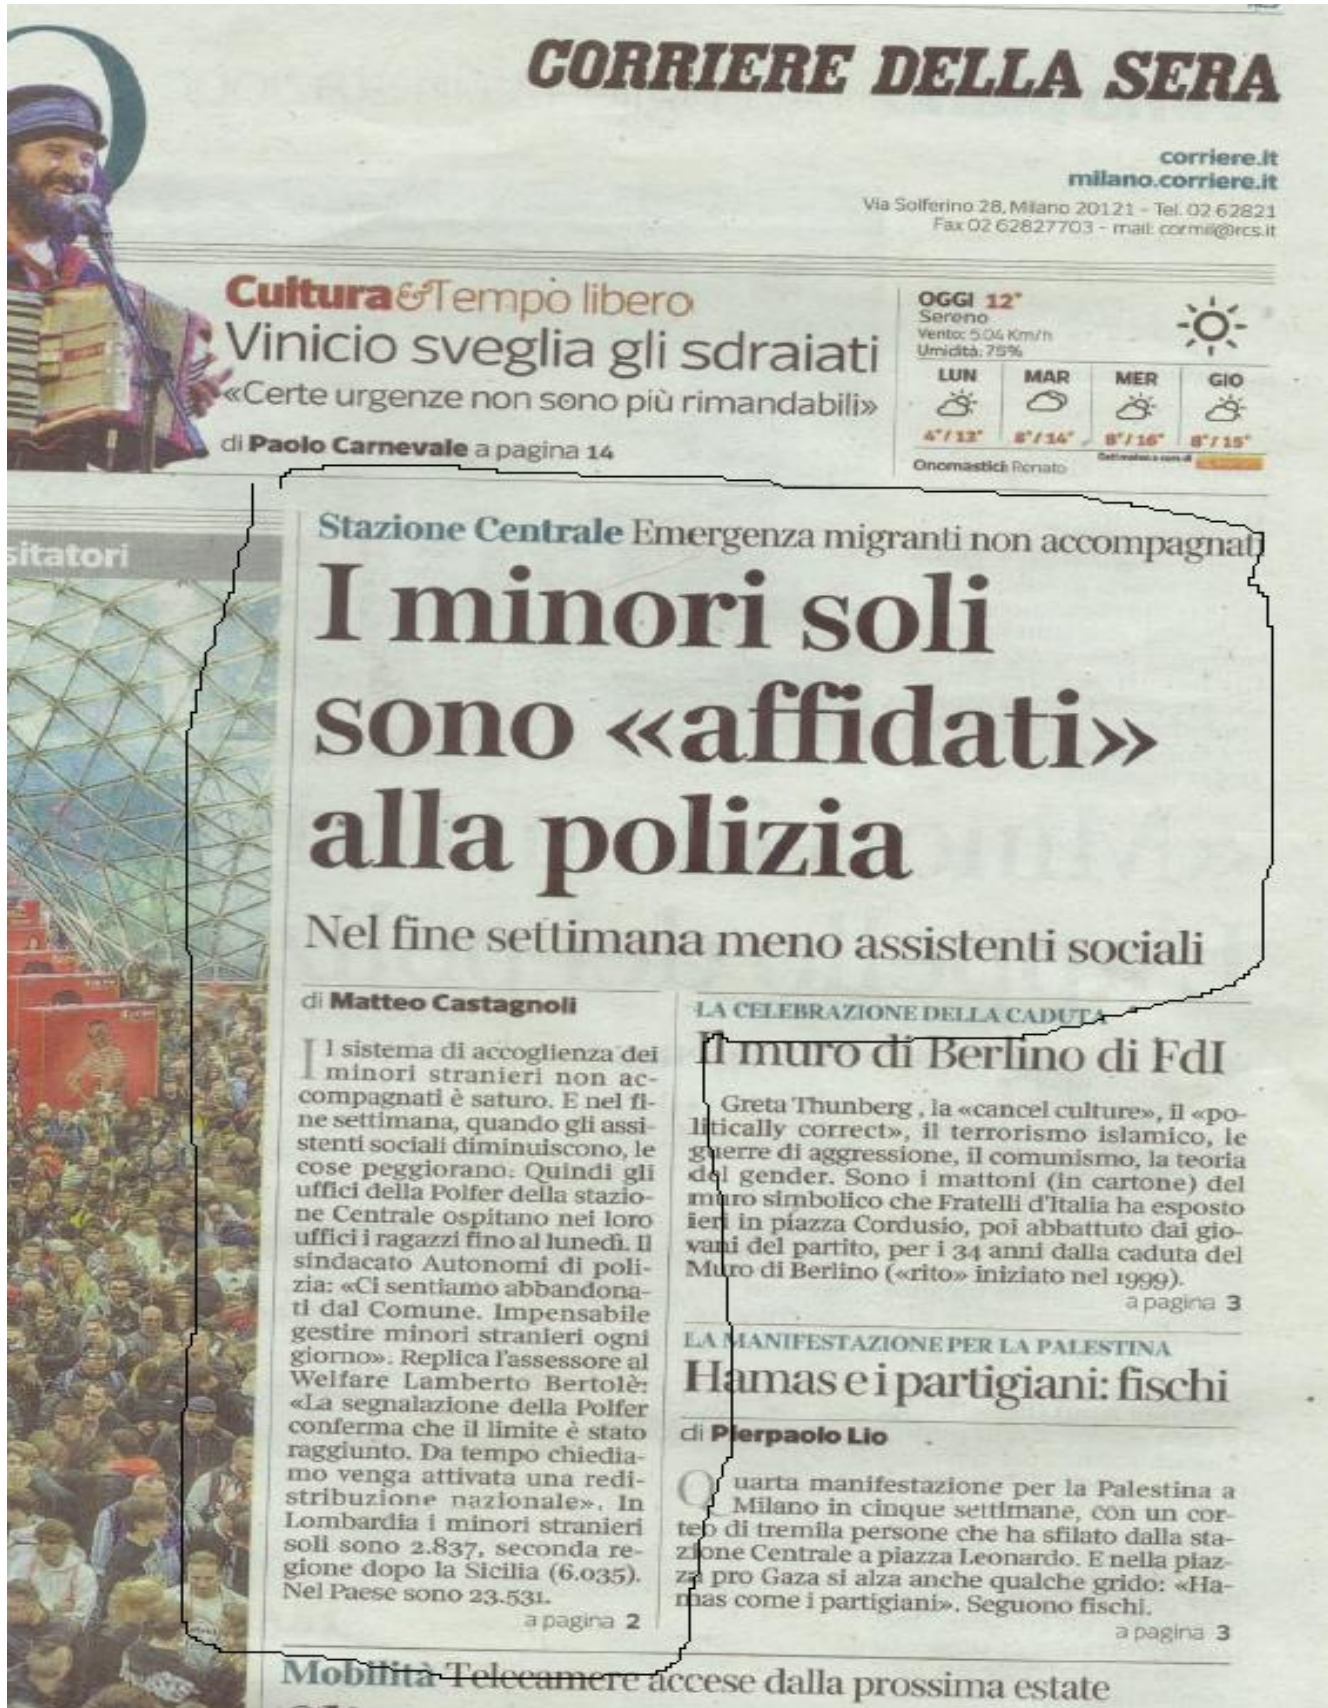 CORRIERE DELLA SERA
corriere.it
milano.corriere.it
Via Solferino 28, Milano 20121 - Tel. 02 62821
Fax 02 62827703 - mail: cormil@rcs.it
Cultura&Tempo libero
Vinicio sveglia gli sdraiati
«Certe urgenze non sono più rimandabili»
di Paolo Carnevale a pagina 14
OGGI 12°
Sereno
Vento: 5.04 Km/h
Umidità: 75%
LUN MAR MER GIO
4°/13° 8°/14° 8°/16° 8°/15°
Onomastici: Renato
sitatori
Stazione Centrale Emergenza migranti non accompagnati
I minori soli
sono «affidati»
alla polizia
Nel fine settimana meno assistenti sociali
di Matteo Castagnoli
Il sistema di accoglienza dei
minori stranieri non ac-
compagnati è saturo. E nel fi-
ne settimana, quando gli assi-
stenti sociali diminuiscono, le
cose peggiorano. Quindi gli
uffici della Polfer della stazio-
ne Centrale ospitano nei loro
uffici i ragazzi fino al lunedì. Il
sindacato Autonomi di poli-
zia: «Ci sentiamo abbandona-
ti dal Comune. Impensabile
gestire minori stranieri ogni
giorno». Replica l'assessore al
Welfare Lamberto Bertolè:
«La segnalazione della Polfer
conferma che il limite è stato
raggiunto. Da tempo chiedia-
mo venga attivata una redi-
stribuzione nazionale». In
Lombardia i minori stranieri
soli sono 2.837, seconda re-
gione dopo la Sicilia (6.035).
Nel Paese sono 23.531.
a pagina 2
LA CELEBRAZIONE DELLA CADUTA
Il muro di Berlino di FdI
Greta Thunberg , la «cancel culture», il «po-
litically correct», il terrorismo islamico, le
guerre di aggressione, il comunismo, la teoria
del gender. Sono i mattoni (in cartone) del
muro simbolico che Fratelli d'Italia ha esposto
ieri in piazza Cordusio, poi abbattuto dai gio-
vani del partito, per i 34 anni dalla caduta del
Muro di Berlino («rito» iniziato nel 1999).
a pagina 3
LA MANIFESTAZIONE PER LA PALESTINA
Hamas e i partigiani: fischi
di Pierpaolo Lio
Quarta manifestazione per la Palestina a
Milano in cinque settimane, con un cor-
teo di tremila persone che ha sfilato dalla sta-
zione Centrale a piazza Leonardo. E nella piaz-
za pro Gaza si alza anche qualche grido: «Ha-
mas come i partigiani». Seguono fischi.
a pagina 3
Mobilità Telecamere accese dalla prossima estate